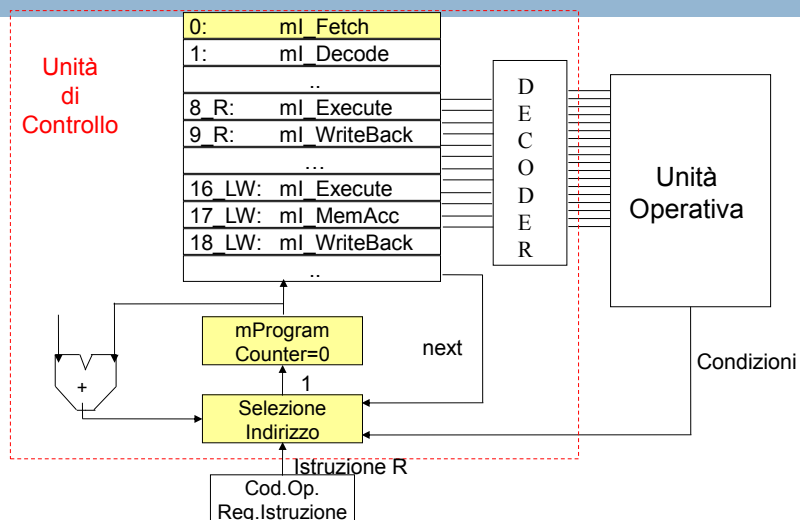 0: mI_Fetch
1: mI_Decode
..
8_R: mI_Execute
9_R: mI_WriteBack
...
16_LW: mI_Execute
17_LW: mI_MemAcc
18_LW: mI_WriteBack
..
Unità
di
Controllo
D
E
C
O
D
E
R
Unità
Operativa
mProgram
Counter=0
next
Condizioni
+
1
Selezione
Indirizzo
Istruzione R
Cod.Op.
Reg.Istruzione